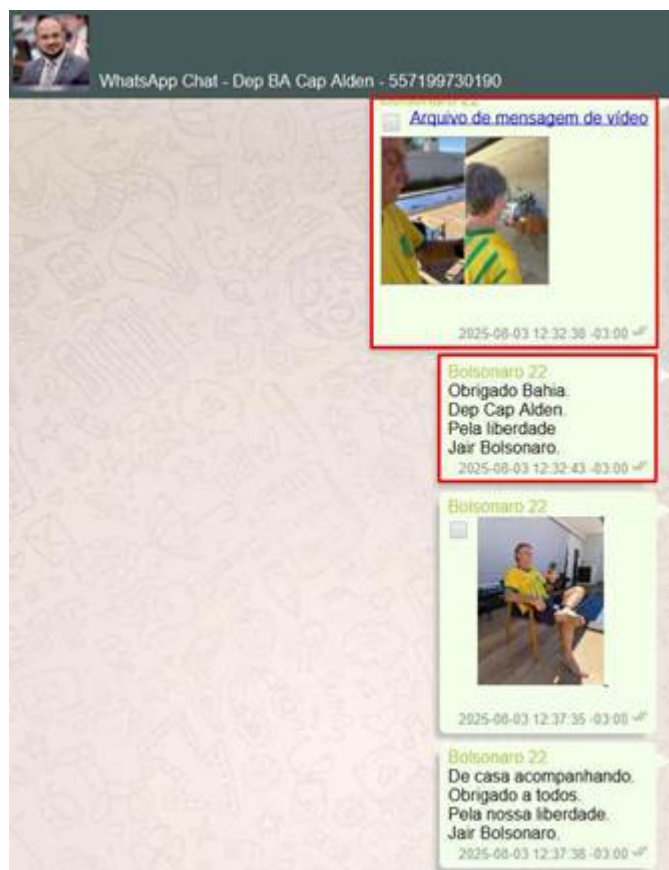 WhatsApp Chat - Dep BA Cap Alden - 557199730190
Bolsonaro 22
Arquivo de mensagem de vídeo
2025-08-03 12:32:38 -03:00
Bolsonaro 22
Obrigado Bahia.
Dep Cap Alden.
Pela liberdade
Jair Bolsonaro.
2025-08-03 12:32:43 -03:00
Bolsonaro 22
2025-08-03 12:37:35 -03:00
Bolsonaro 22
De casa acompanhando.
Obrigado a todos.
Pela nossa liberdade.
Jair Bolsonaro.
2025-08-03 12:37:38 -03:00